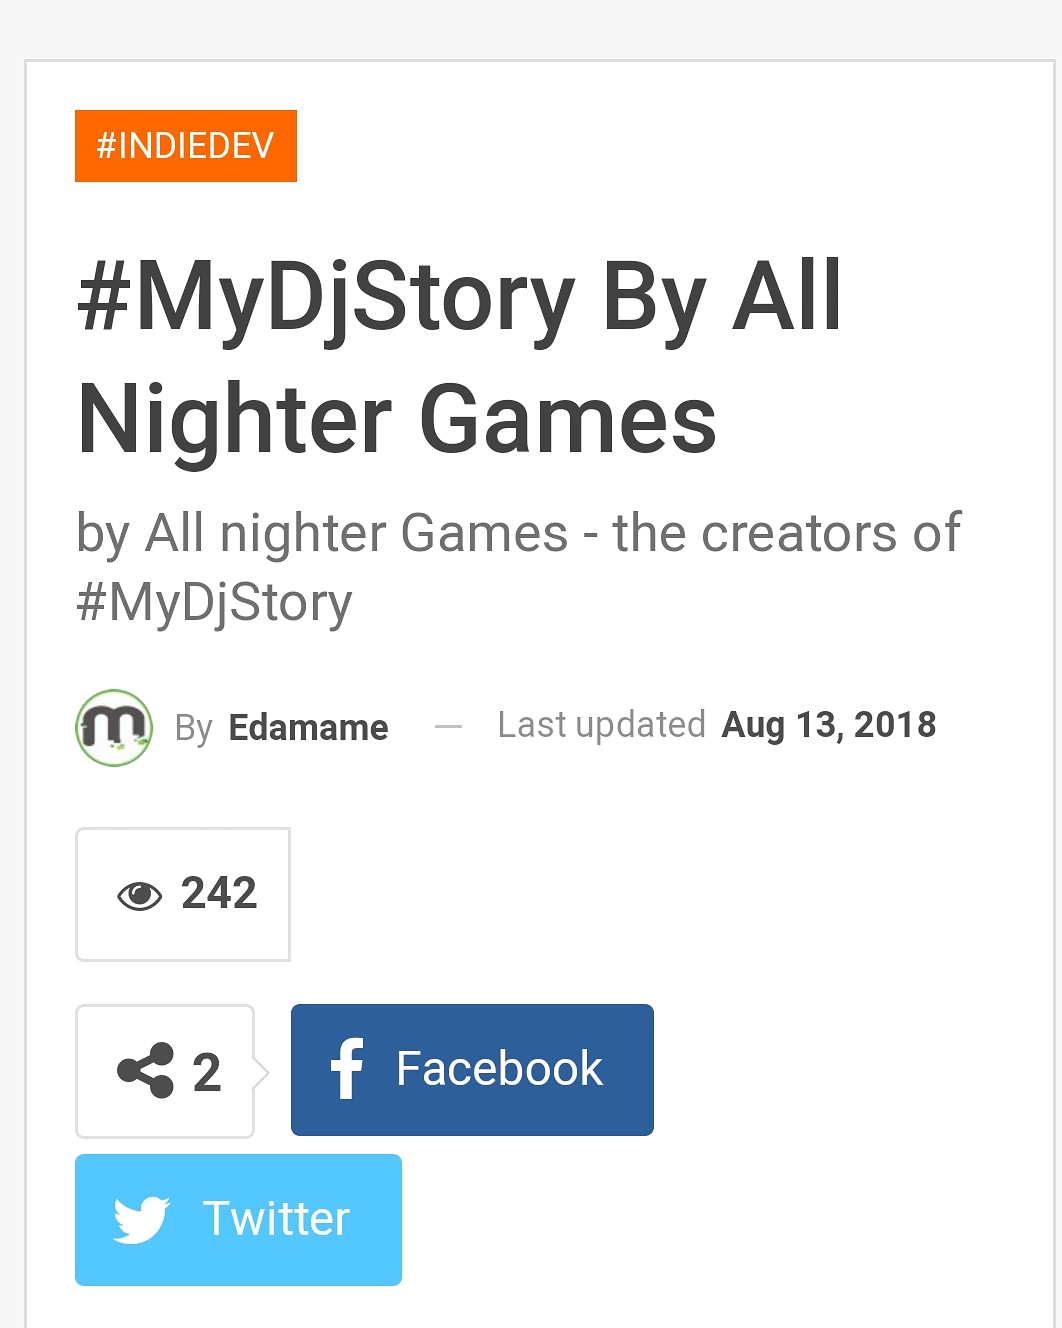 #INDIEDEV
#MyDjStory By All
Nighter Games
by All nighter Games - the creators of
#MyDjStory
By Edamame — Last updated Aug 13, 2018
242
2
Facebook
Twitter